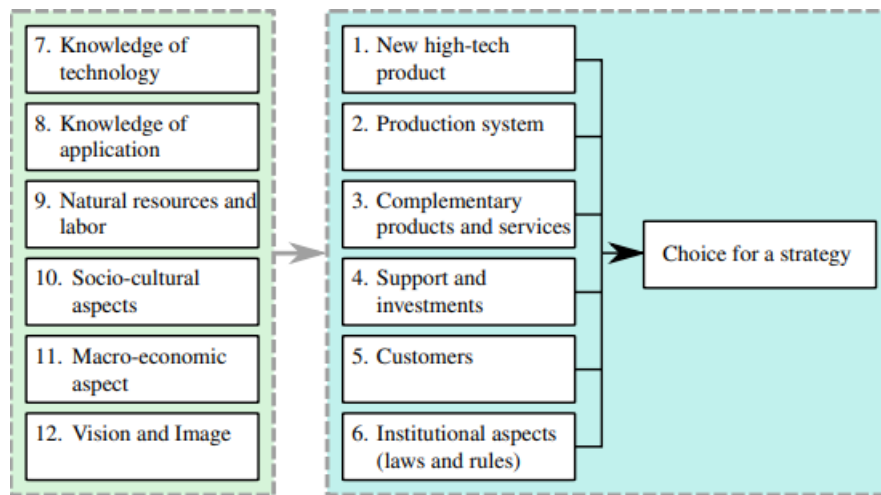 7. Knowledge of
technology
8. Knowledge of
application
9. Natural resources and
labor
10. Socio-cultural
aspects
11. Macro-economic
aspect
12. Vision and Image
1. New high-tech
product
2. Production system
3. Complementary
products and services
4. Support and
investments
5. Customers
6. Institutional aspects
(laws and rules)
Choice for a strategy